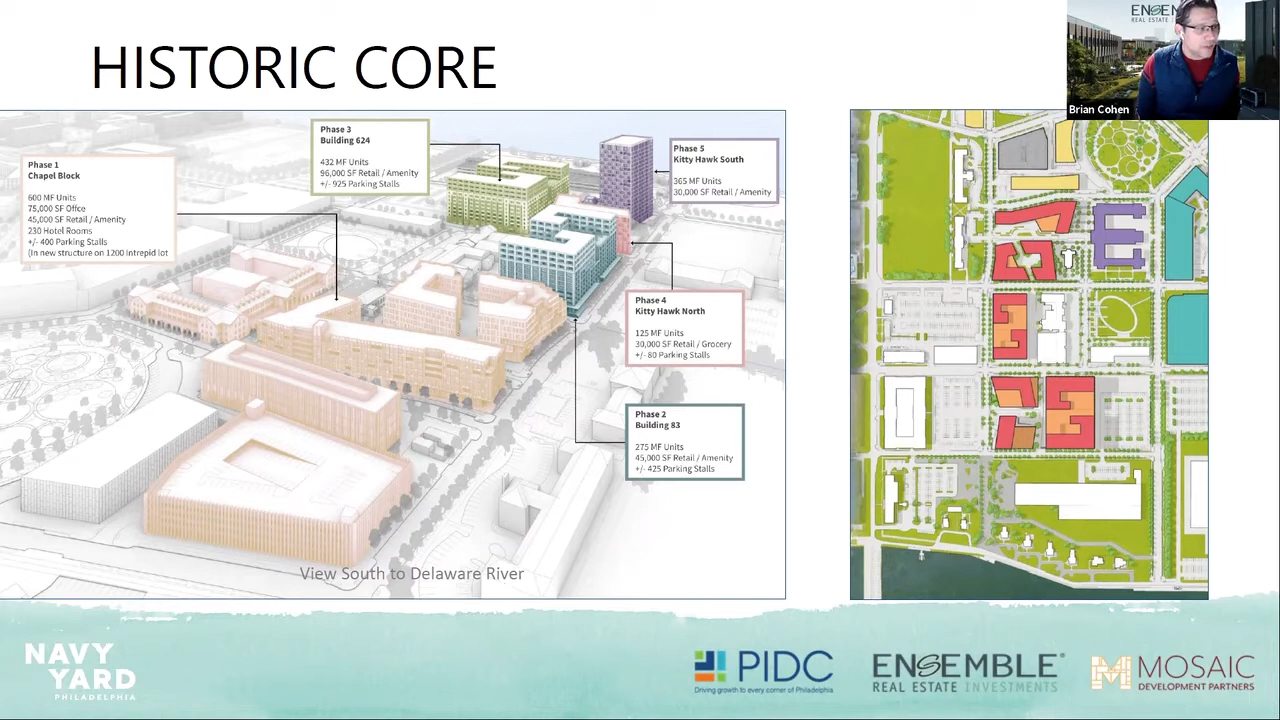 HISTORIC CORE
ENSEM
REAL ESTATE
Brian Cohen
Phase 1
Chapel Block
600 MF Units
75,000 SF Office
45,000 SF Retail / Amenity
230 Hotel Rooms
+/- 400 Parking Stalls
(In new structure on 1200 Intrepid lot
Phase 3
Building 624
432 MF Units
96,000 SF Retail / Amenity
+/- 925 Parking Stalls
Phase 5
Kitty Hawk South
365 MF Units
30,000 SF Retail / Amenity
Phase 4
Kitty Hawk North
125 MF Units
30,000 SF Retail / Grocery
+/- 80 Parking Stalls
Phase 2
Building 83
275 MF Units
45,000 SF Retail / Amenity
+/- 425 Parking Stalls
View South to Delaware River
NAVY
YARD
PHILADELPHIA
PIDC
Driving growth to every corner of Philadelphia
ENSEMBLE®
REAL ESTATE INVESTMENTS
MOSAIC
DEVELOPMENT PARTNERS